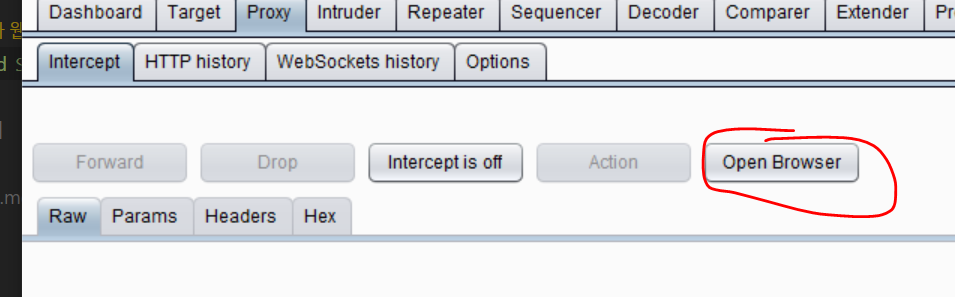 Dashboard Target Proxy Intruder Repeater Sequencer Decoder Comparer Extender
Intercept HTTP history WebSockets history Options
Forward Drop Intercept is off Action Open Browser
Raw Params Headers Hex